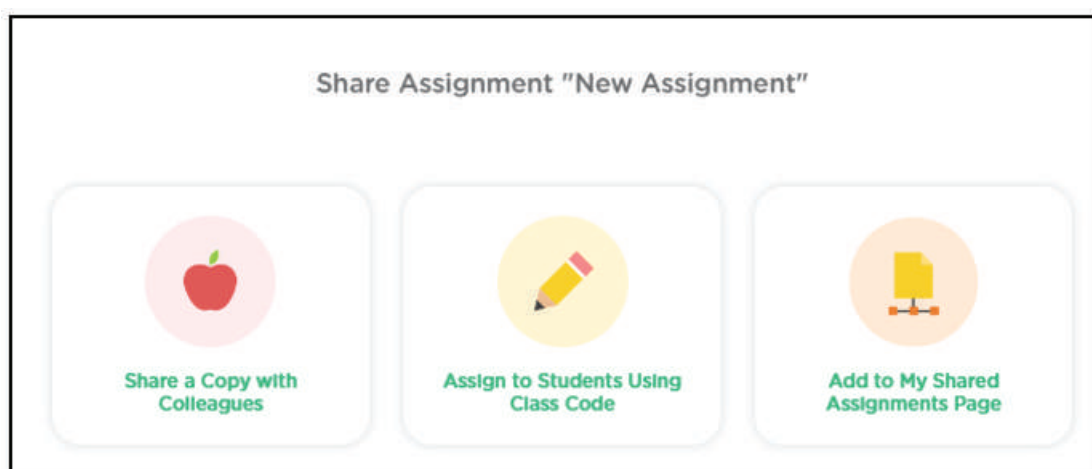 Share Assignment "New Assignment"
Share a Copy with
Colleagues
Assign to Students Using
Class Code
Add to My Shared
Assignments Page